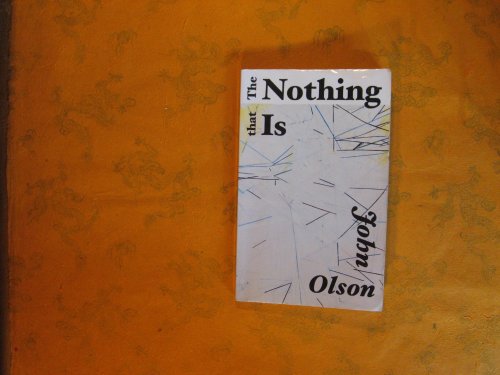 The Nothing
that Is
John
Olson